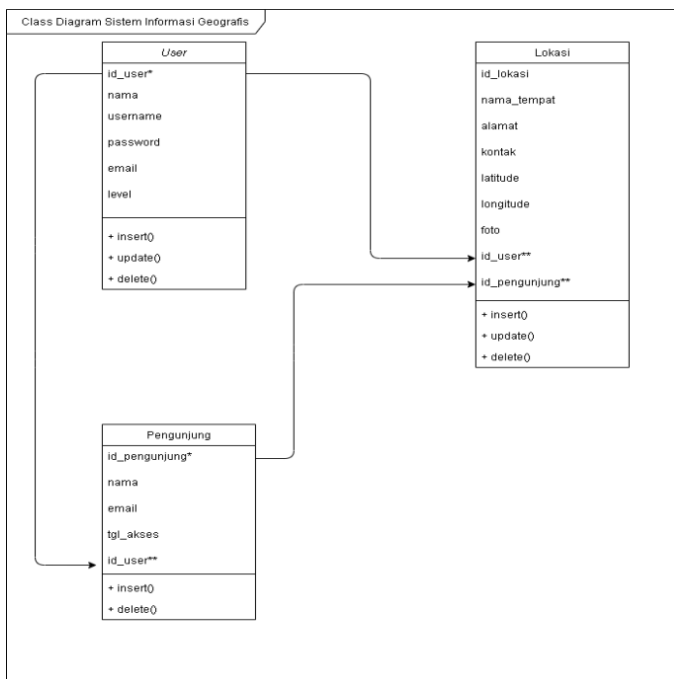 Class Diagram Sistem Informasi Geografis
User
id_user*
nama
username
password
email
level
+ insert()
+ update()
+ delete()
Lokasi
id_lokasi
nama_tempat
alamat
kontak
latitude
longitude
foto
id_user**
id_pengunjung**
+ insert()
+ update()
+ delete()
Pengunjung
id_pengunjung*
nama
email
tgl_akses
id_user**
+ insert()
+ delete()